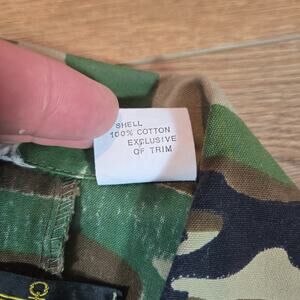 SHELL
100% COTTON
EXCLUSIVE
OF TRIM